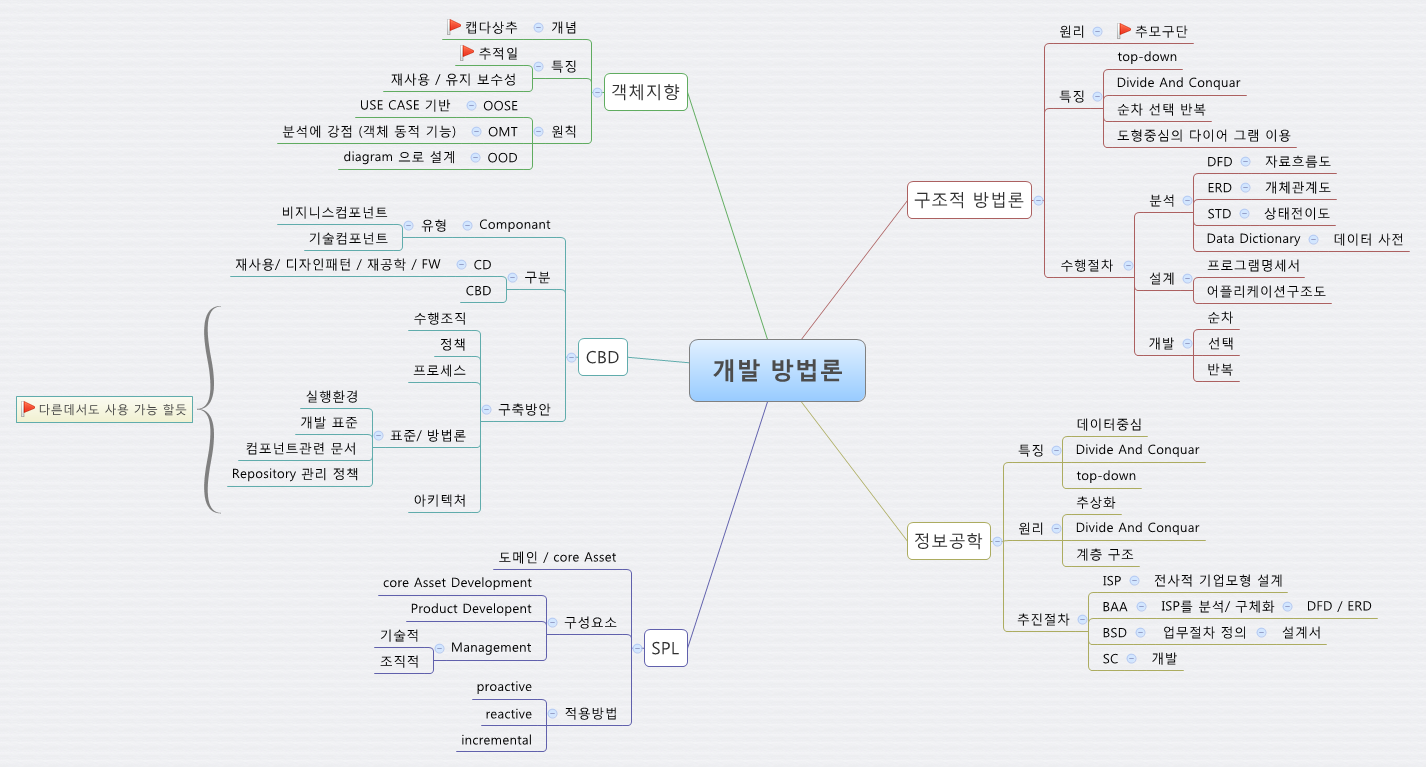 개발 방법론
객체지향
개념
캡다상추
특징
추적일
재사용 / 유지 보수성
원칙
OOSE
USE CASE 기반
OMT
분석에 강점 (객체 동적 기능)
OOD
diagram 으로 설계
CBD
Componant
유형
비지니스컴포넌트
기술컴포넌트
구분
CD
재사용/ 디자인패턴 / 재공학 / FW
CBD
구축방안
수행조직
정책
프로세스
표준/ 방법론
실행환경
개발 표준
컴포넌트관련 문서
Repository 관리 정책
아키텍처
다른데서도 사용 가능 할듯
SPL
도메인 / core Asset
구성요소
core Asset Development
Product Developent
Management
기술적
조직적
적용방법
proactive
reactive
incremental
구조적 방법론
원리
추모구단
특징
top-down
Divide And Conquar
순차 선택 반복
도형중심의 다이어 그램 이용
수행절차
분석
DFD
자료흐름도
ERD
개체관계도
STD
상태전이도
Data Dictionary
데이터 사전
설계
프로그램명세서
어플리케이션구조도
개발
순차
선택
반복
정보공학
특징
데이터중심
Divide And Conquar
top-down
원리
추상화
Divide And Conquar
계층 구조
추진절차
ISP
전사적 기업모형 설계
BAA
ISP를 분석/ 구체화
DFD / ERD
BSD
업무절차 정의
설계서
SC
개발